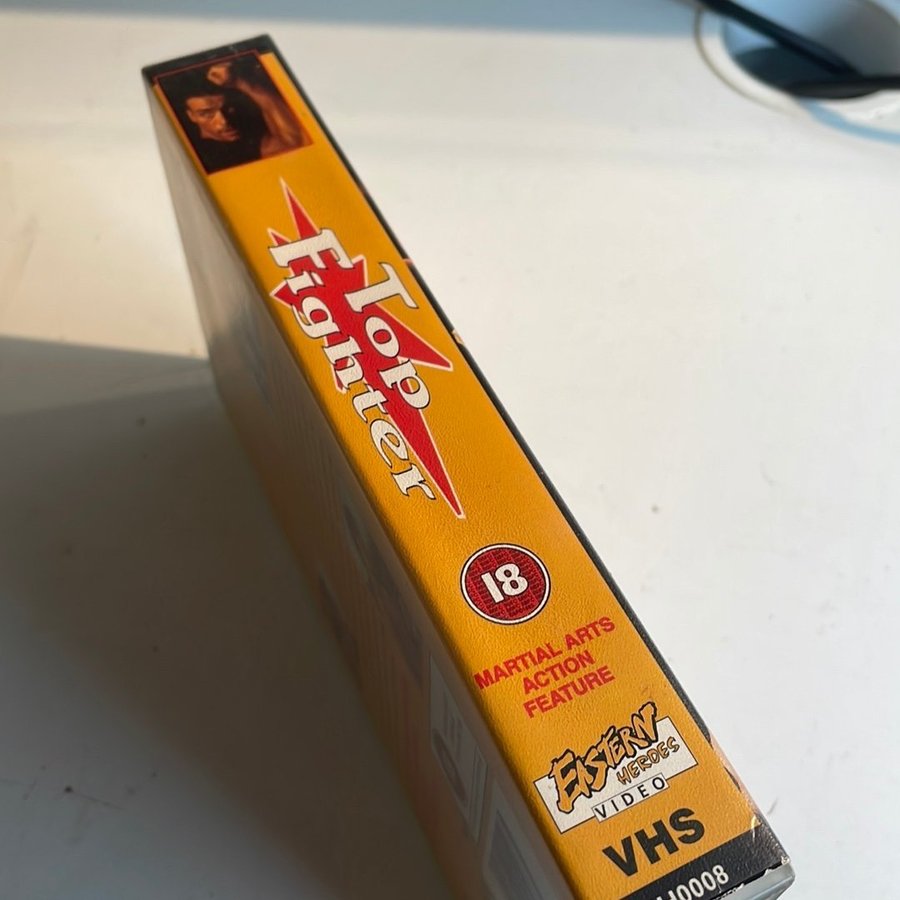 Top
Fighter
18
MARTIAL ARTS
ACTION
FEATURE
EASTERN
HEROES
VIDEO
VHS